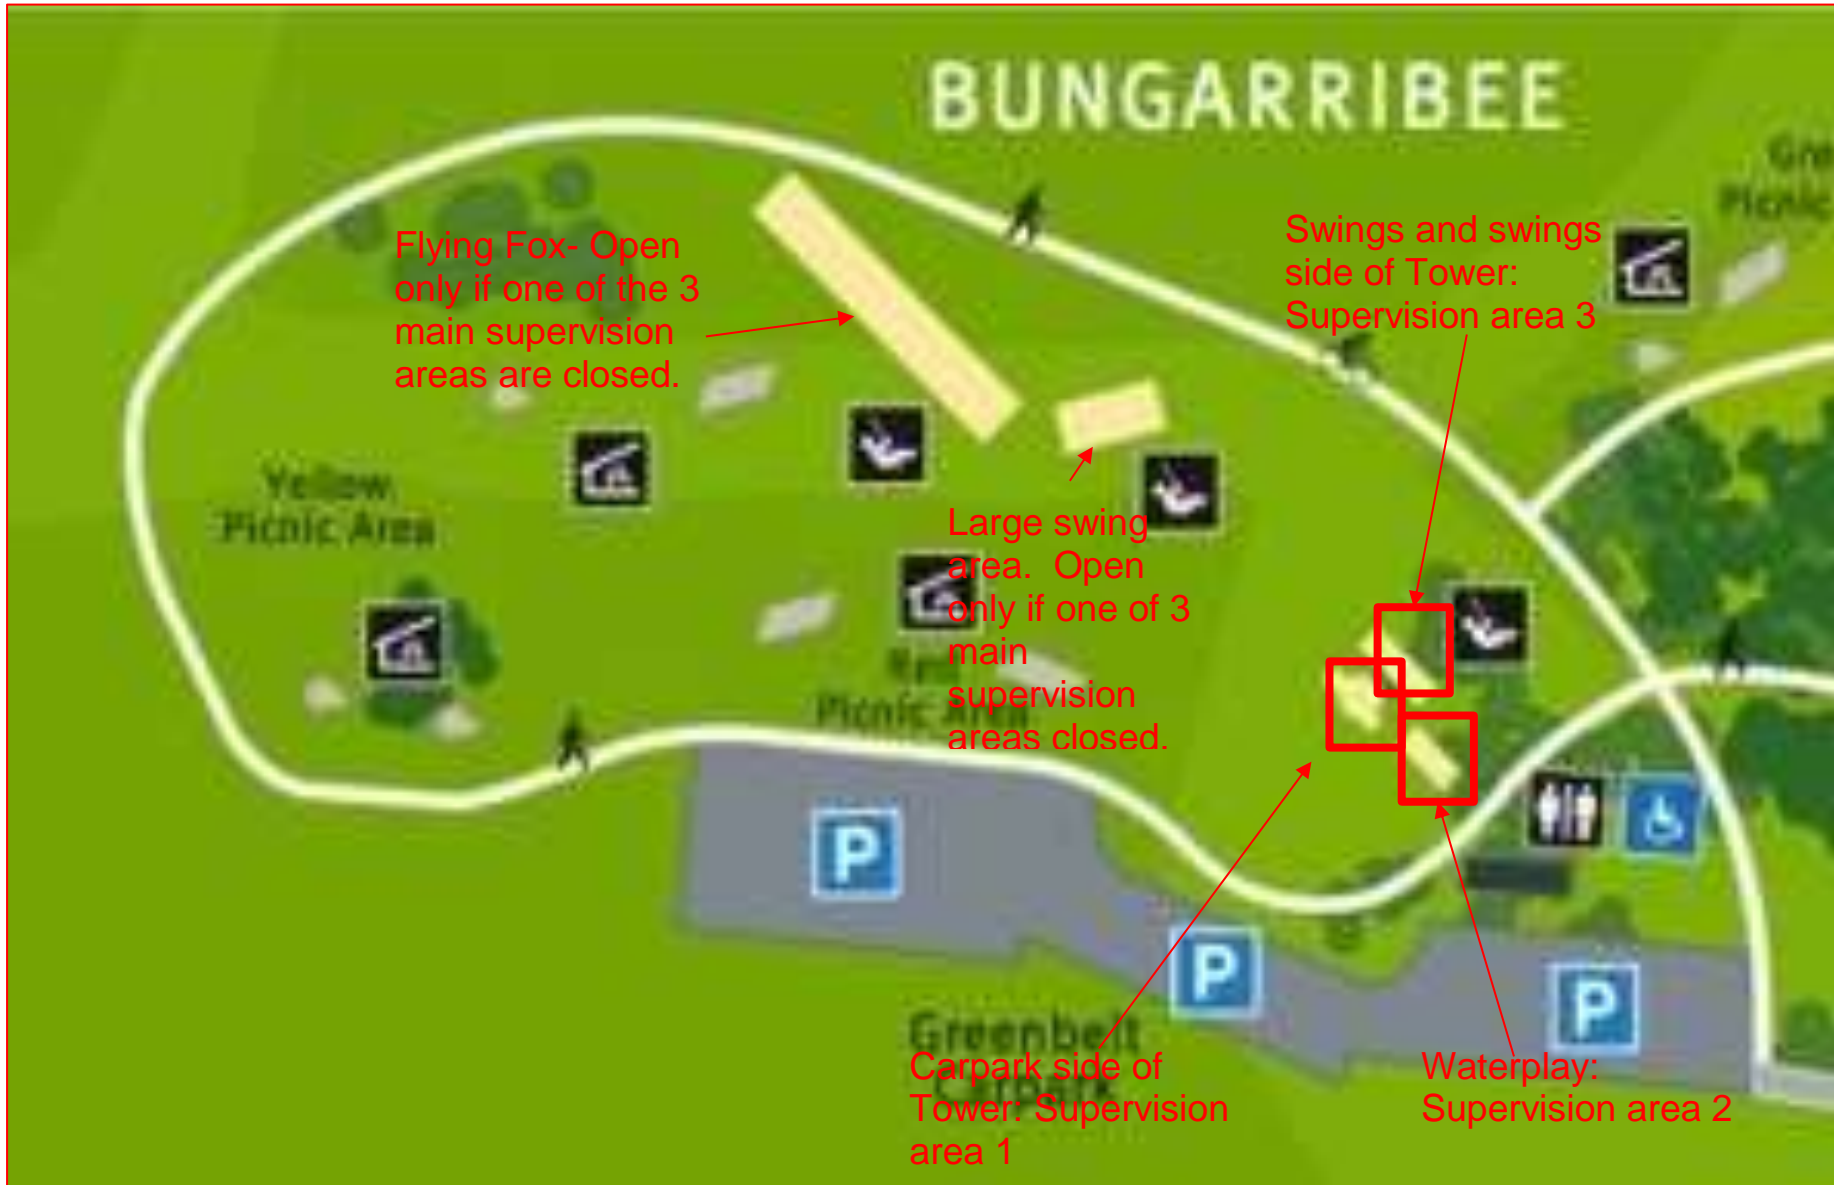 BUNGARRIBEE
Picnic
Swings and swings
side of Tower:
Supervision area 3
Flying Fox- Open
only if one of the 3
main supervision
areas are closed.
Yellow
Picnic Area
Large swing
area.  Open
only if one of 3
main
supervision
areas closed.
Picnic Area
P
P
P
Greenbelt
Carpark
Carpark side of
Tower: Supervision
area 1
Waterplay:
Supervision area 2